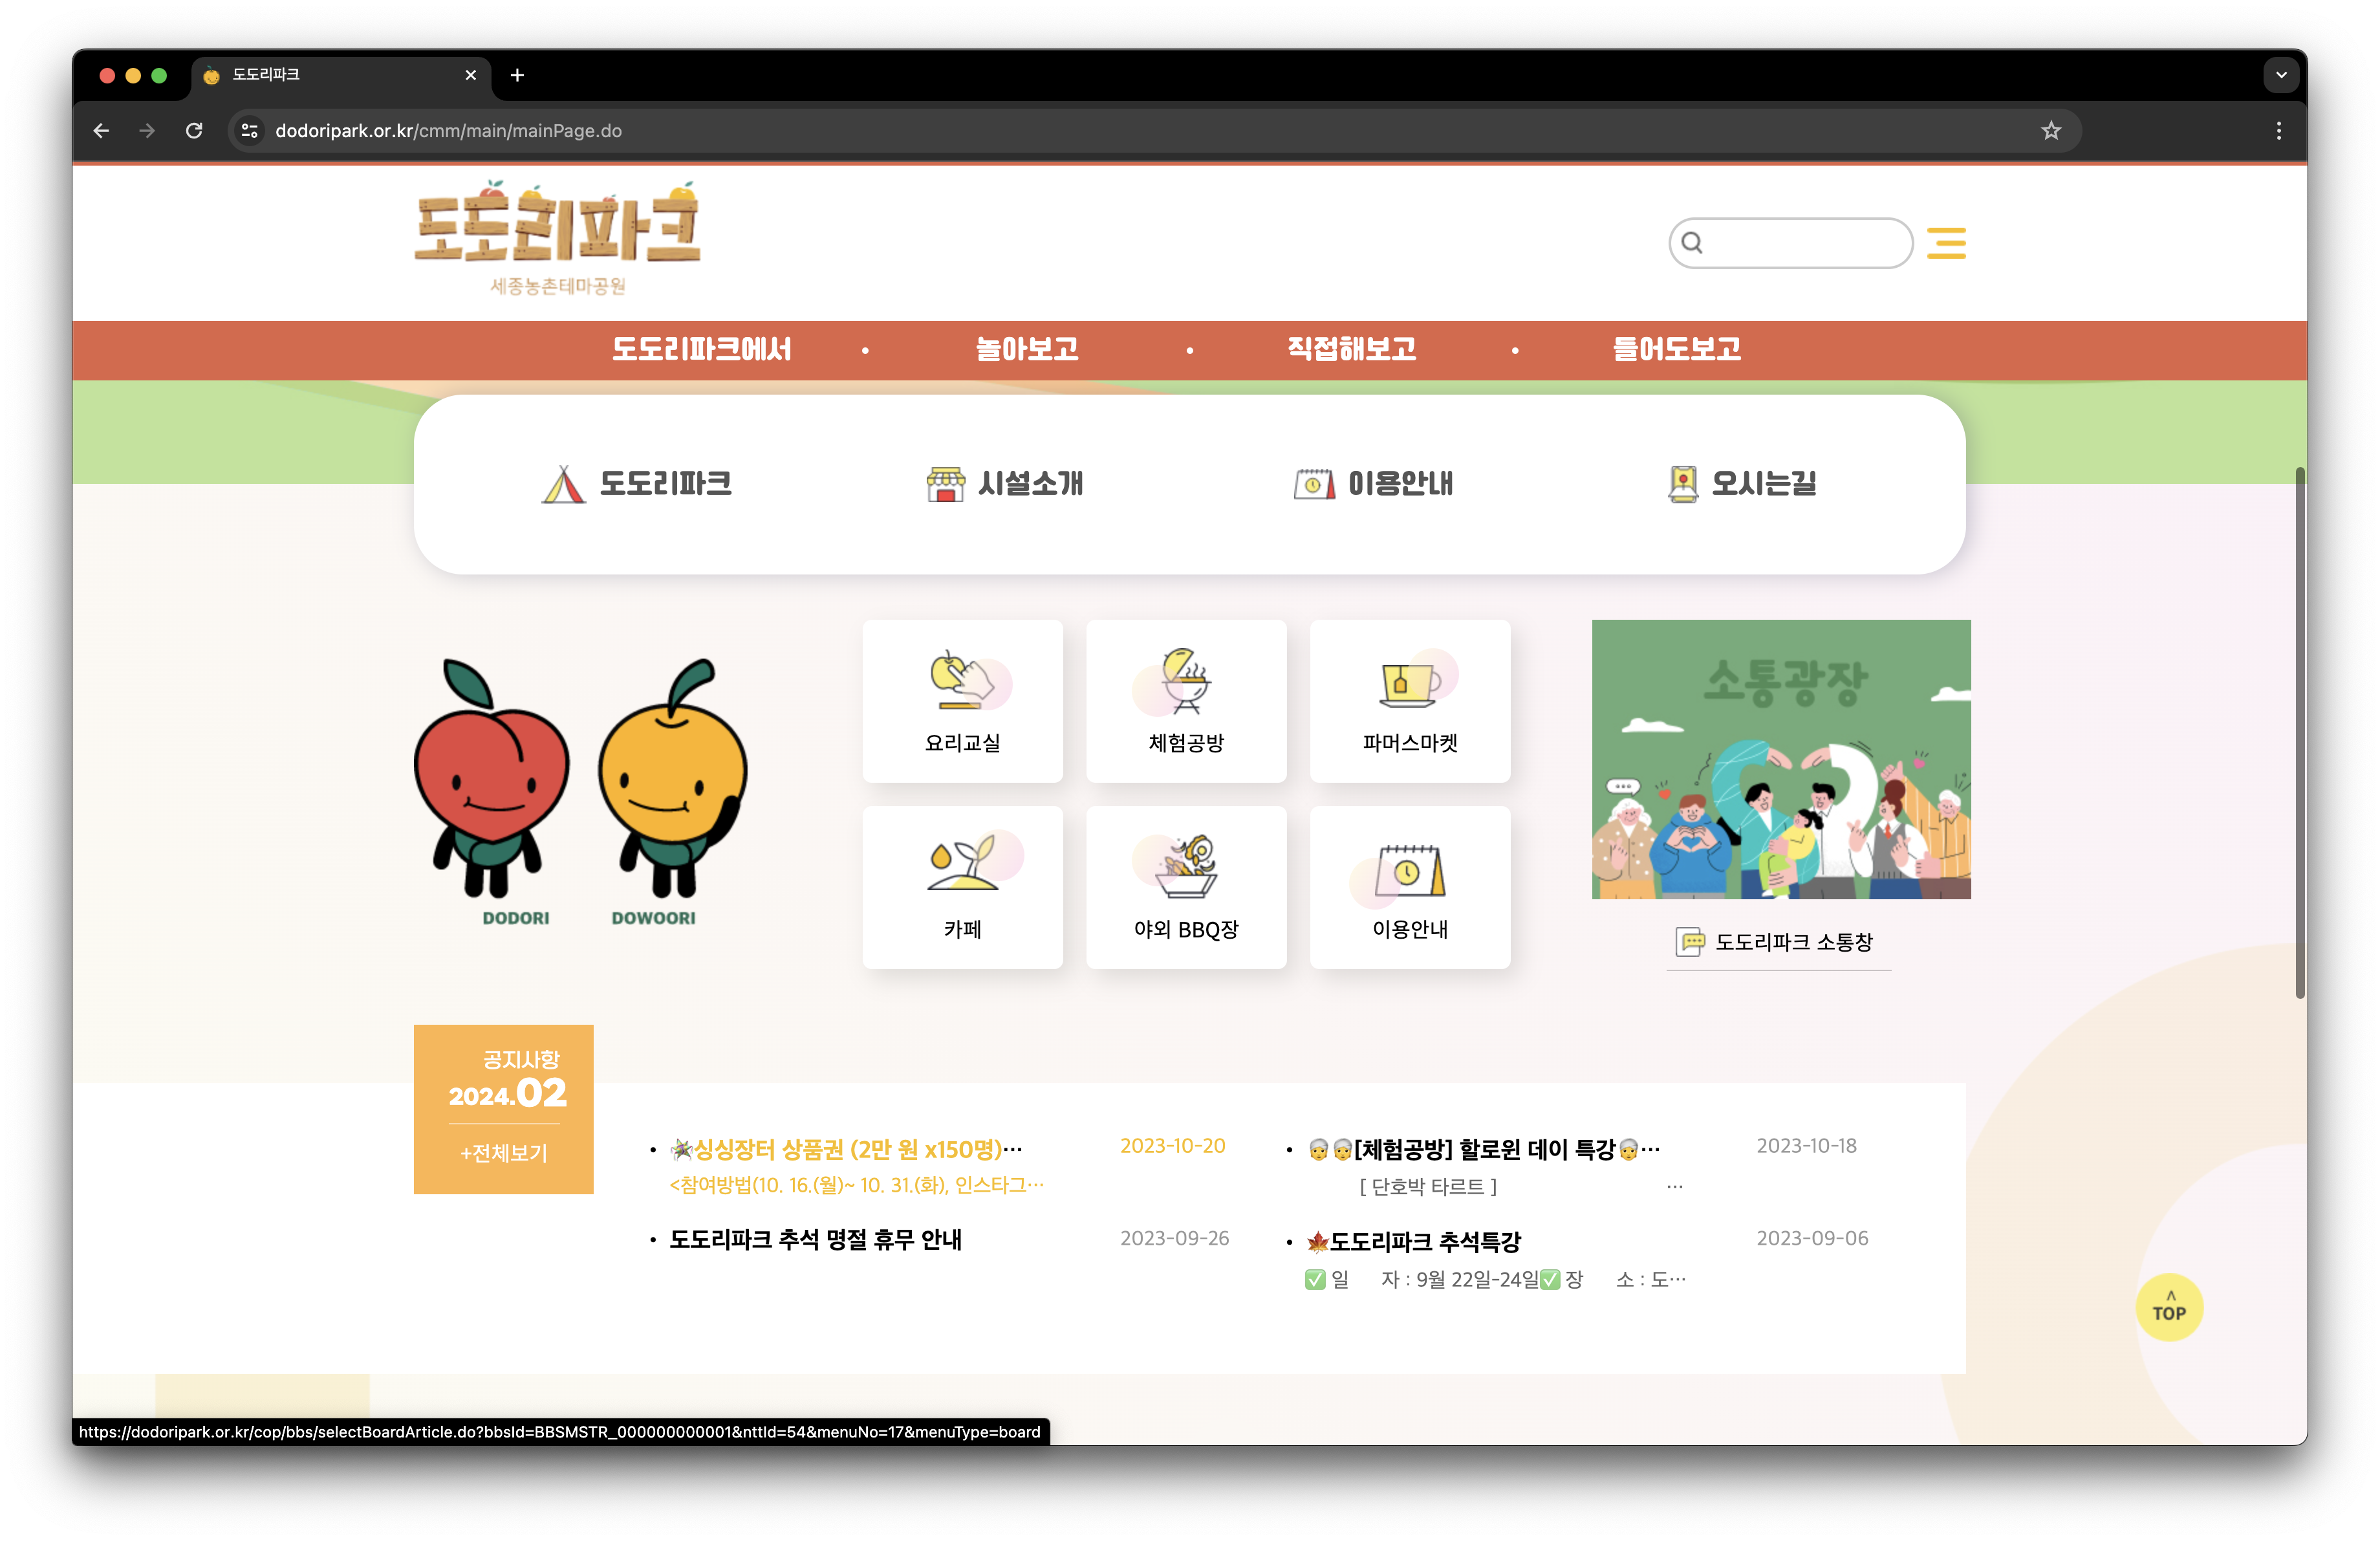 도도리파크
dodoripark.or.kr/cmm/main/mainPage.do
도도리파크
세종농촌테마공원
도도리파크에서 • 놀아보고 • 직접해보고 • 들어도보고
도도리파크 시설소개 이용안내 오시는길
DODORI DOWOORI
요리교실 체험공방 파머스마켓
카페 야외 BBQ장 이용안내
소통광장
도도리파크 소통창
공지사항
2024.02
+전체보기
• 싱싱장터 상품권 (2만 원 x150명)… 2023-10-20
<참여방법(10. 16.(월)~ 10. 31.(화), 인스타그…
• 도도리파크 추석 명절 휴무 안내 2023-09-26
• [체험공방] 할로윈 데이 특강… 2023-10-18
[ 단호박 타르트 ] …
• 🍁도도리파크 추석특강 2023-09-06
✅ 일 자 : 9월 22일-24일✅ 장 소 : 도…
^
TOP
https://dodoripark.or.kr/cop/bbs/selectBoardArticle.do?bbsId=BBSMSTR_000000000001&nttId=54&menuNo=17&menuType=board